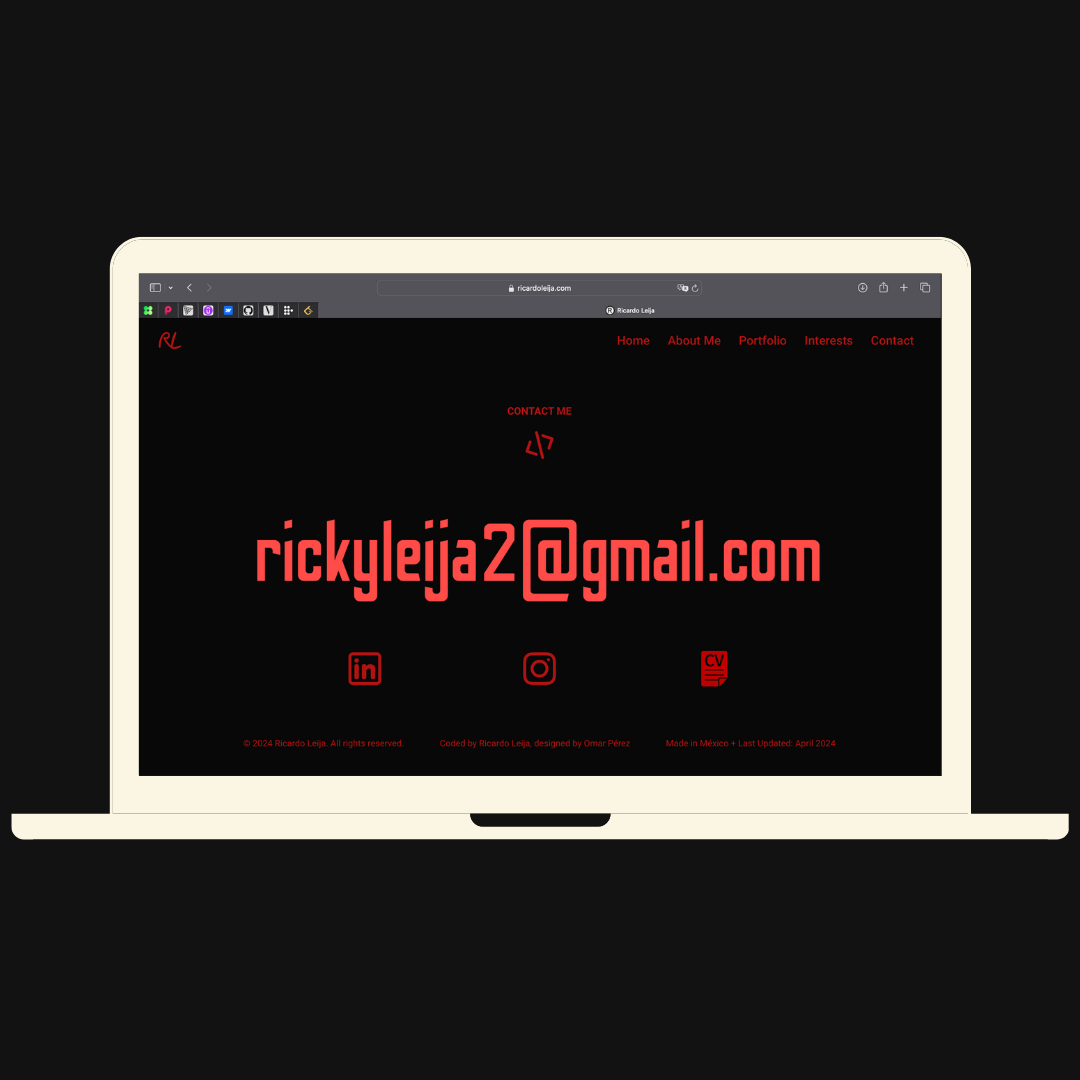 ricardoleija.com
Ricardo Leija
RL
Home About Me Portfolio Interests Contact
CONTACT ME
</>
rickyleija2@gmail.com
in
CV
© 2024 Ricardo Leija. All rights reserved. Coded by Ricardo Leija, designed by Omar Pérez Made in México + Last Updated: April 2024